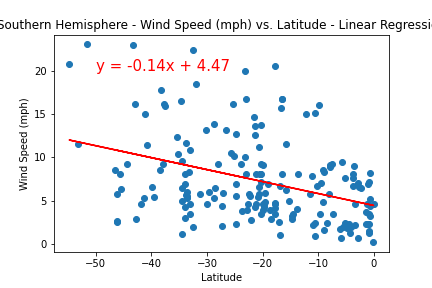 Southern Hemisphere - Wind Speed (mph) vs. Latitude - Linear
y = -0.14x + 4.47
Wind Speed (mph)
20
15
10
5
0
−50
−40
−30
−20
−10
0
Latitude